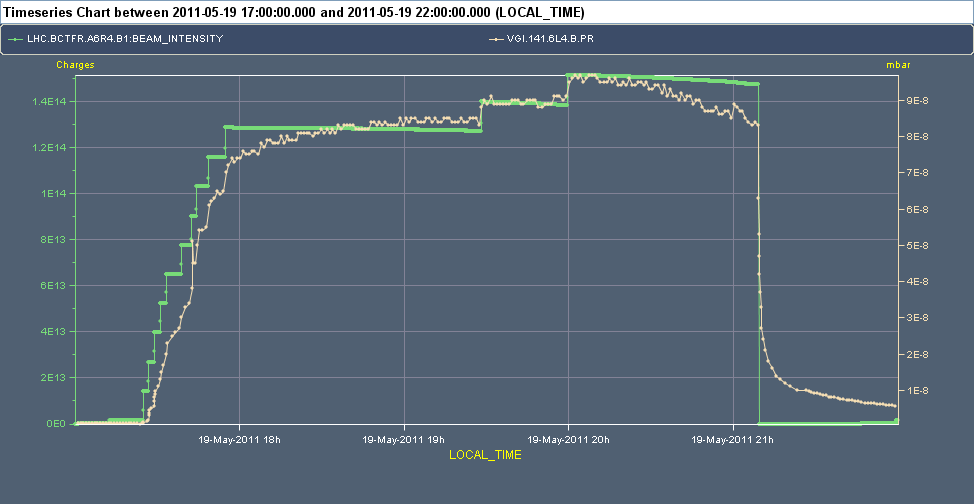 Timeseries Chart between 2011-05-19 17:00:00.000 and 2011-05-19 22:00:00.000 (LOCAL_TIME)
LHC.BCTFR.A6R4.B1:BEAM_INTENSITY VGI.141.6L4.B.PR
Charges mbar
1.4E14 9E-8
1.2E14 8E-8
1E14 7E-8
8E13 6E-8
6E13 5E-8
4E13 4E-8
2E13 3E-8
0E0 2E-8
1E-8
19-May-2011 18h 19-May-2011 19h 19-May-2011 20h 19-May-2011 21h
LOCAL_TIME